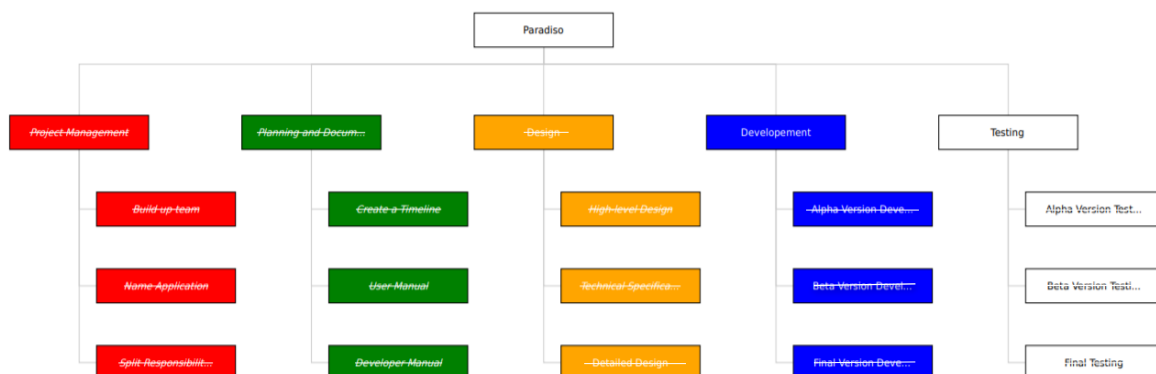 Paradiso
Project Management
Planning and Docum...
Design
Developement
Testing
Build up team
Create a Timeline
High-level Design
Alpha Version Deve...
Alpha Version Test...
Name Application
User Manual
Technical Specifica...
Beta Version Devel...
Beta Version Testi...
Split Responsibilit...
Developer Manual
Detailed Design
Final Version Deve...
Final Testing